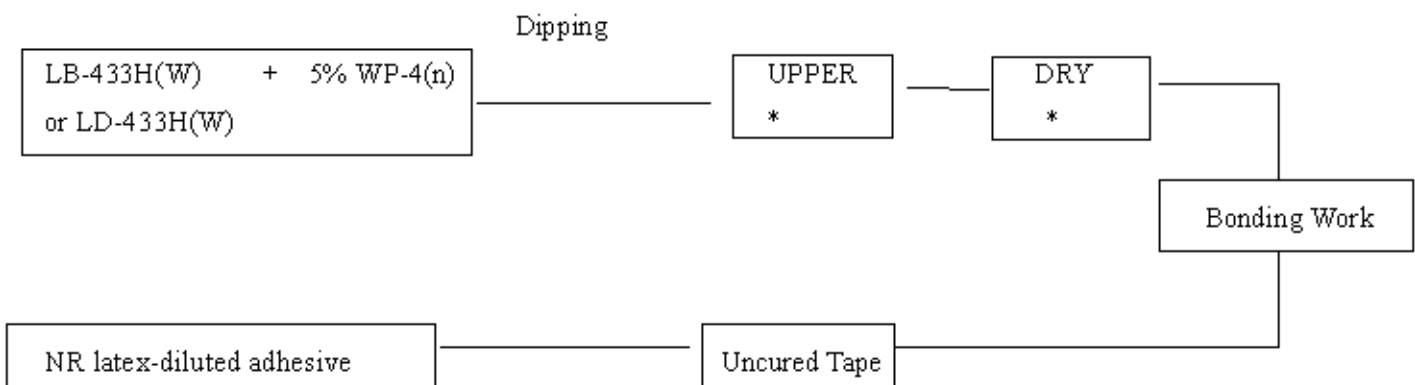 Dipping
LB-433H(W) + 5% WP-4(n)
or LD-433H(W)
UPPER
*
DRY
*
Bonding Work
NR latex-diluted adhesive
Uncured Tape